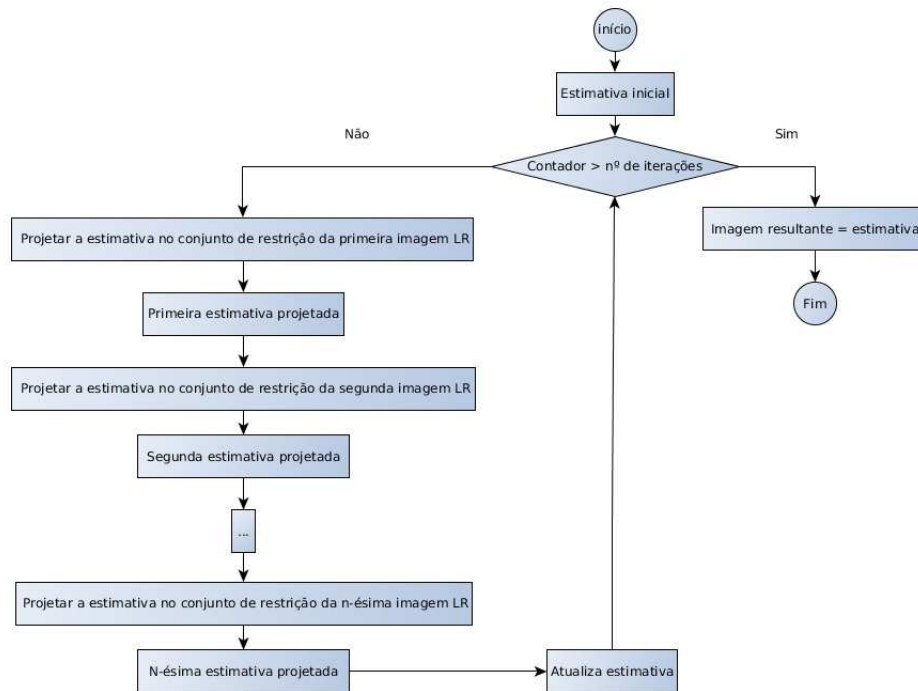 início
Estimativa inicial
Não
Sim
Contador > nº de iterações
Projetar a estimativa no conjunto de restrição da primeira imagem LR
Imagem resultante = estimativa
Primeira estimativa projetada
Fim
Projetar a estimativa no conjunto de restrição da segunda imagem LR
Segunda estimativa projetada
...
Projetar a estimativa no conjunto de restrição da n-ésima imagem LR
N-ésima estimativa projetada
Atualiza estimativa